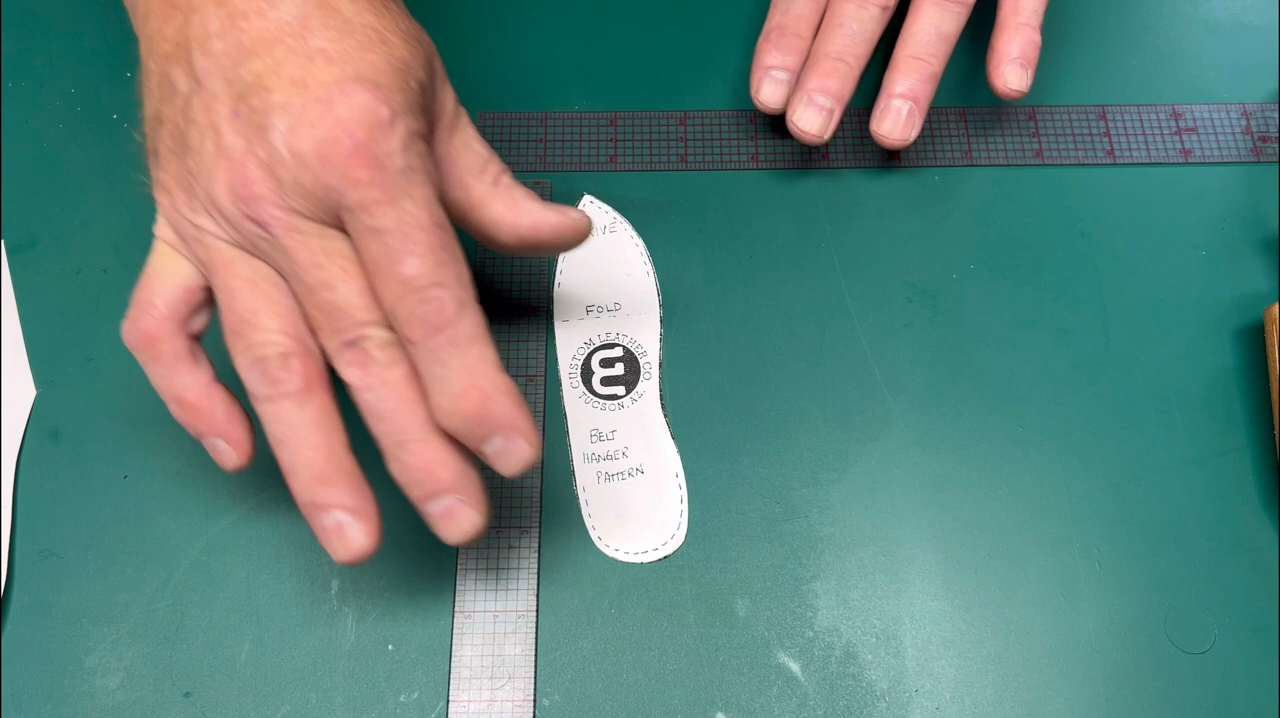 FOLD
CUSTOM LEATHER CO
TUCSON, AZ.
BELT
HANGER
PATTERN